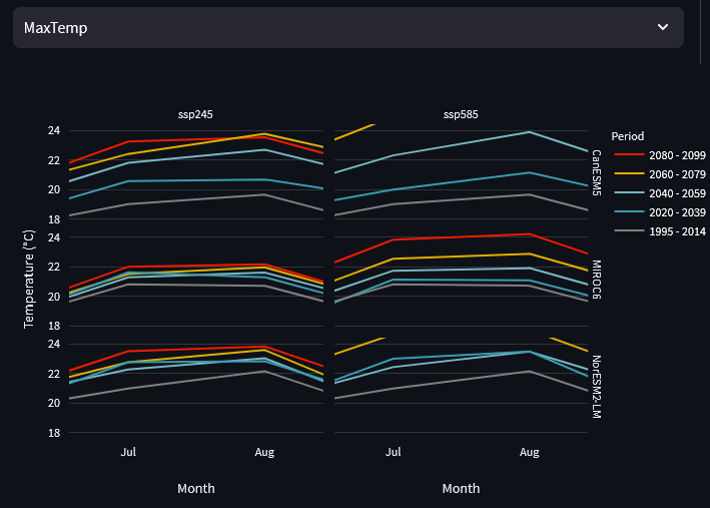 MaxTemp
ssp245
ssp585
24
22
20
18
CanESM5
24
22
20
18
MIROC6
24
22
20
18
NorESM2-LM
Temperature (°C)
Jul
Aug
Jul
Aug
Month
Month
Period
2080 - 2099
2060 - 2079
2040 - 2059
2020 - 2039
1995 - 2014